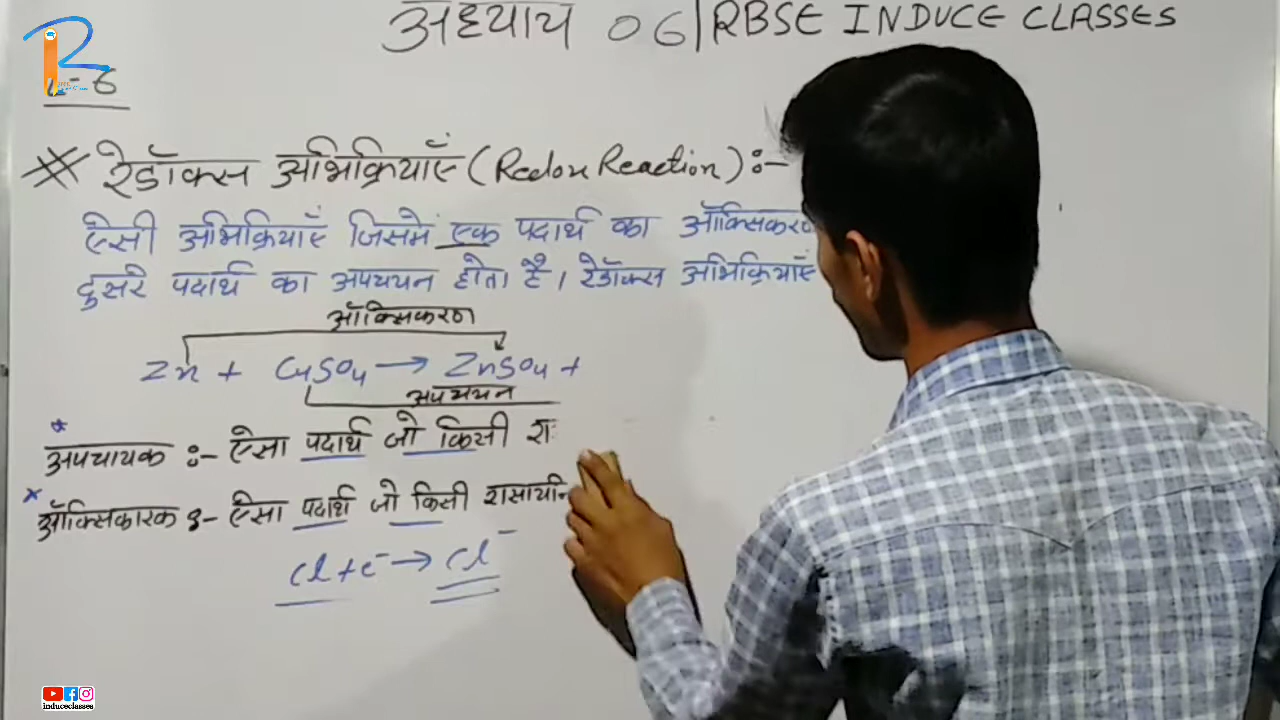 अध्याय 06 | RBSE INDUCE CLASSES
L-6
रेडॉक्स अभिक्रियाएँ (Redox Reaction) :-
ऐसी अभिक्रियाएं जिसमें एक पदार्थ का ऑक्सिकरण
दुसरे पदार्थ का अपचयन होता है। रेडॉक्स अभिक्रियाएं
ऑक्सिकरण
Zn + CuSO4 → ZnSO4 +
अपचयन
* अपचायक :- ऐसा पदार्थ जो किसी
* ऑक्सिकारक :- ऐसा पदार्थ जो किसी
Cl + e⁻ → Cl⁻
induceclasses